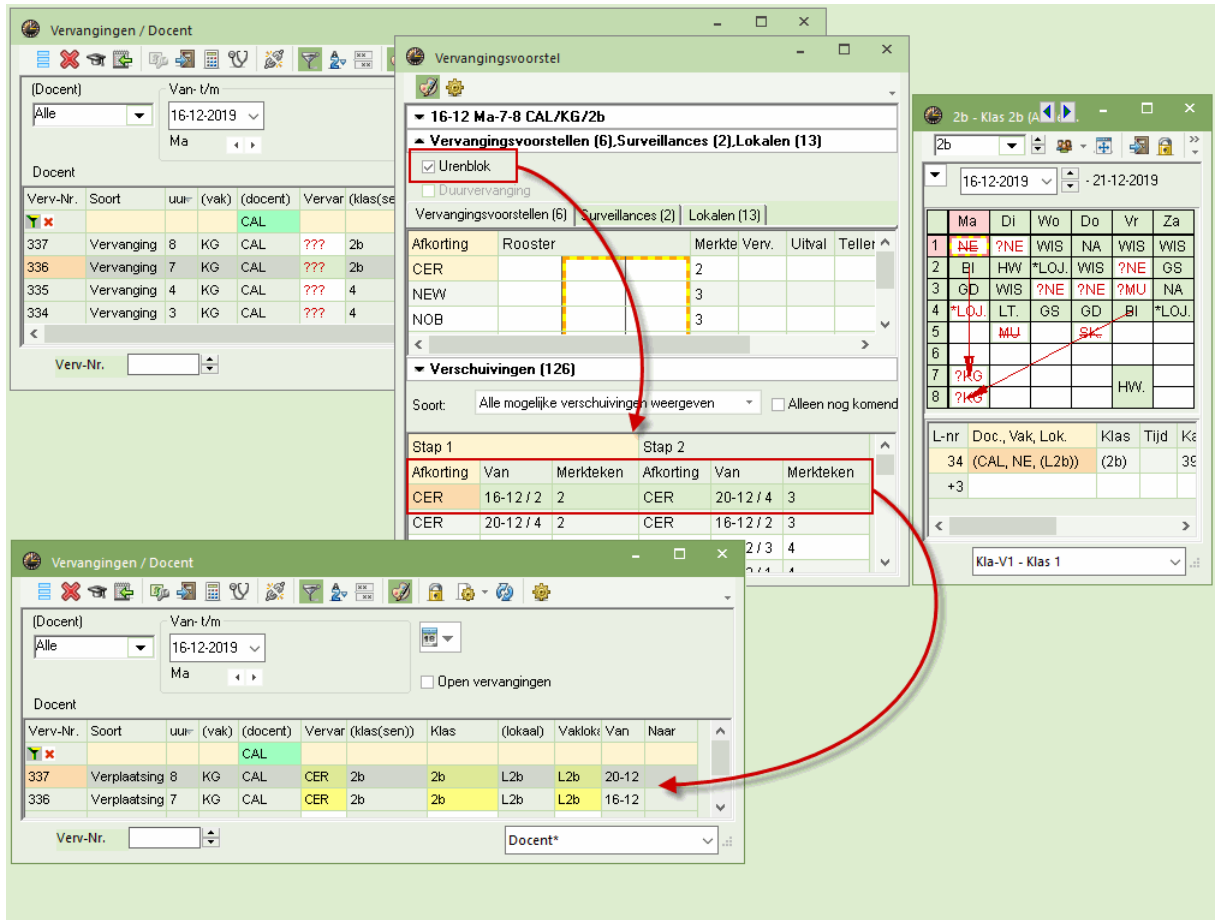 Vervangingen / Docent
(Docent) Van- t/m
Alle 16-12-2019
Ma
Docent
Verv-Nr. Soort uur (vak) (docent) Vervar
CAL
337 Vervanging 8 KG CAL ??? 2b
336 Vervanging 7 KG CAL ??? 2b
335 Vervanging 4 KG CAL ??? 4
334 Vervanging 3 KG CAL ??? 4
Verv-Nr.
Vervangingsvoorstel
16-12 Ma-7-8 CAL/KG/2b
Vervangingsvoorstellen (6),Surveillances (2),Lokalen (13)
Urenblok
Duurvervanging
Vervangingsvoorstellen (6) Surveillances (2) Lokalen (13)
Afkorting Rooster Merkte Verv. Uitval Teller
CER 2
NEW 3
NOB 3
Verschuivingen (126)
Soort: Alle mogelijke verschuivingen weergeven Alleen nog komend
Stap 1 Stap 2
Afkorting Van Merkteken Afkorting Van Merkteken
CER 16-12 / 2 2 CER 20-12 / 4 3
CER 20-12 / 4 2 CER 16-12 / 2 3
2 / 3 4
2b - Klas 2b
2b
16-12-2019 - 21-12-2019
Ma Di Wo Do Vr Za
1 NE ?NE WIS NA WIS WIS
2 BI HW *LOJ. WIS ?NE GS
3 GD WIS ?NE ?NE ?MU NA
4 *LOJ. LT. GS GD BI *LOJ.
5 MU SK.
6
7 ?KG HW.
8 ?KG
L-nr Doc., Vak, Lok. Klas Tijd Ka
34 (CAL, NE, (L2b)) (2b) 39
+3
Kla-V1 - Klas 1
Vervangingen / Docent
(Docent) Van- t/m
Alle 16-12-2019
Ma
Open vervangingen
Docent
Verv-Nr. Soort uur (vak) (docent) Vervar (klas(sen)) Klas (lokaal) Vakloka Van Naar
CAL
337 Verplaatsing 8 KG CAL CER 2b 2b L2b L2b 20-12
336 Verplaatsing 7 KG CAL CER 2b 2b L2b L2b 16-12
Verv-Nr. Docent*